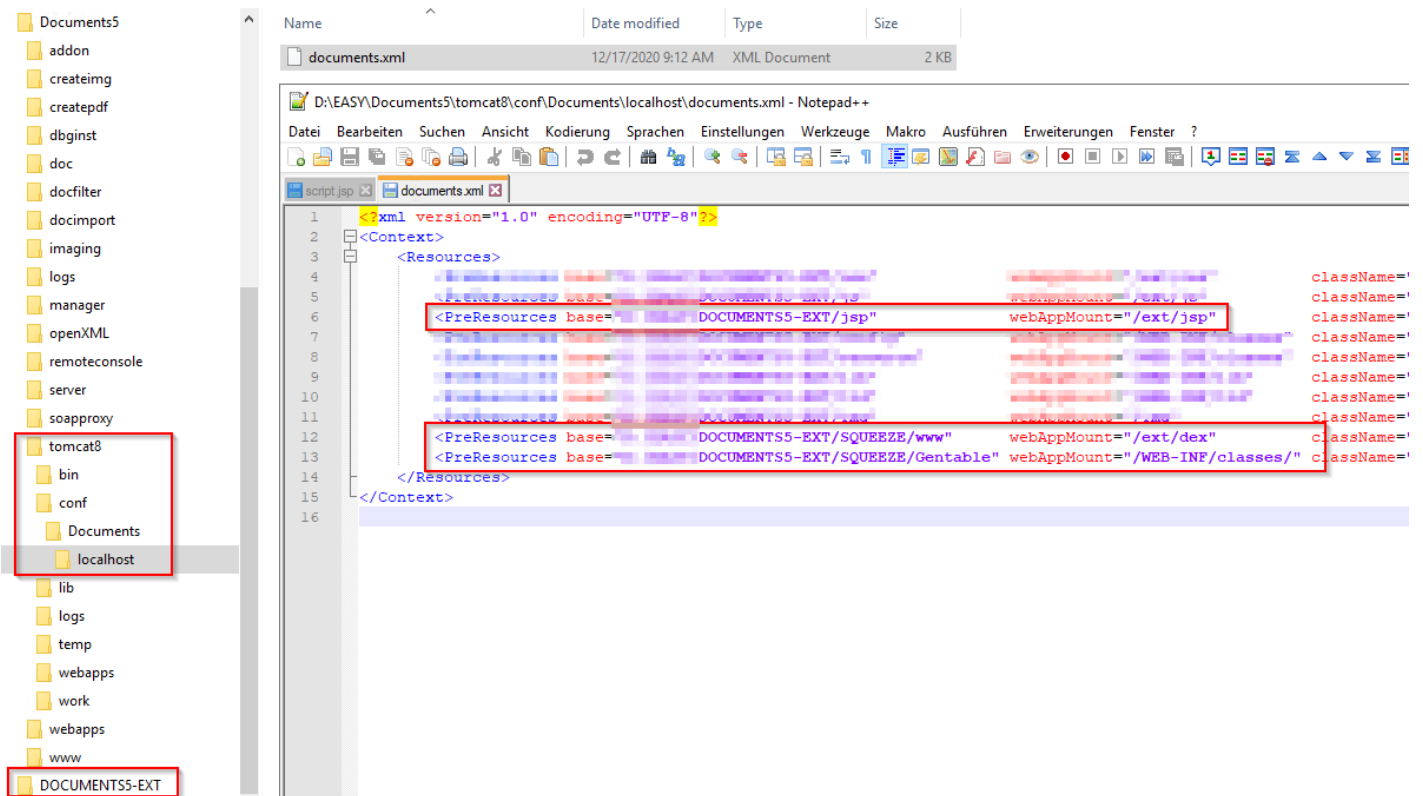 Documents5
addon
createimg
createpdf
dbginst
doc
docfilter
docimport
imaging
logs
manager
openXML
remoteconsole
server
soapproxy
tomcat8
bin
conf
Documents
localhost
lib
logs
temp
webapps
work
webapps
www
DOCUMENTS5-EXT
Name Date modified Type Size
documents.xml 12/17/2020 9:12 AM XML Document 2 KB
D:\EASY\Documents5\tomcat8\conf\Documents\localhost\documents.xml - Notepad++
Datei Bearbeiten Suchen Ansicht Kodierung Sprachen Einstellungen Werkzeuge Makro Ausführen Erweiterungen Fenster ?
script.jsp documents.xml
1 <?xml version="1.0" encoding="UTF-8"?>
2 <Context>
3 <Resources>
4 className="
5 className="
6 <PreResources base= DOCUMENTS5-EXT/jsp" webAppMount="/ext/jsp" className="
7 className="
8 className="
9 className="
10 className="
11 className="
12 <PreResources base= DOCUMENTS5-EXT/SQUEEZE/www" webAppMount="/ext/dex" className="
13 <PreResources base= DOCUMENTS5-EXT/SQUEEZE/Gentable" webAppMount="/WEB-INF/classes/" className="
14 </Resources>
15 </Context>
16